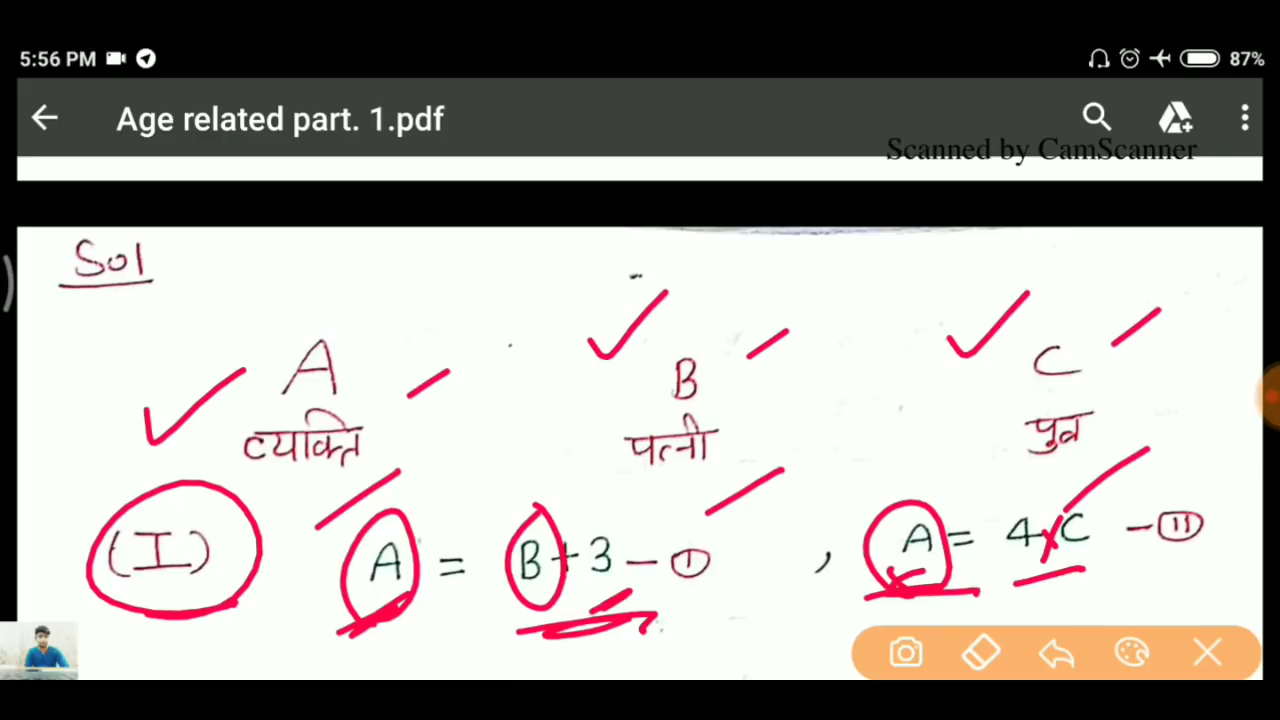 5:56 PM 87%
Age related part. 1.pdf
Scanned by CamScanner
Sol
A B C
व्यक्ति पत्नी पुत्र
(I) A = B+3 - ① , A = 4×C - ⑪